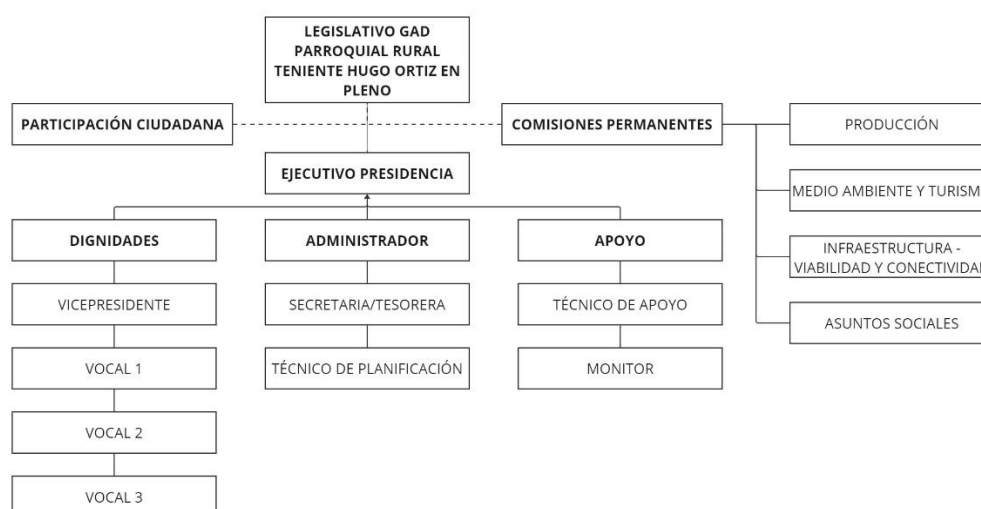 LEGISLATIVO GAD
PARROQUIAL RURAL
TENIENTE HUGO ORTIZ EN
PLENO
PARTICIPACIÓN CIUDADANA
COMISIONES PERMANENTES
PRODUCCIÓN
EJECUTIVO PRESIDENCIA
MEDIO AMBIENTE Y TURISM
DIGNIDADES
ADMINISTRADOR
APOYO
INFRAESTRUCTURA -
VIABILIDAD Y CONECTIVIDAD
VICEPRESIDENTE
SECRETARIA/TESORERA
TÉCNICO DE APOYO
ASUNTOS SOCIALES
VOCAL 1
TÉCNICO DE PLANIFICACIÓN
MONITOR
VOCAL 2
VOCAL 3